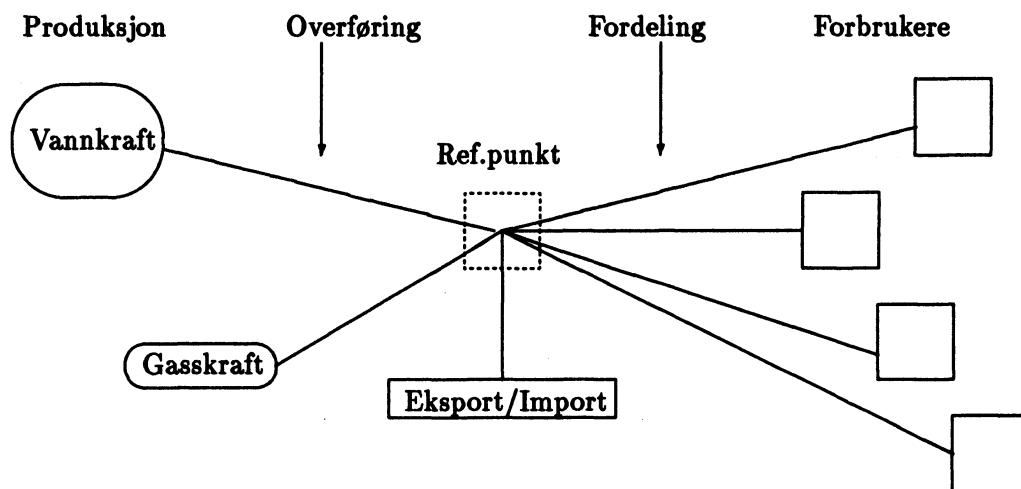 Produksjon Overføring Fordeling Forbrukere
Vannkraft
Ref.punkt
Gasskraft
Eksport/Import